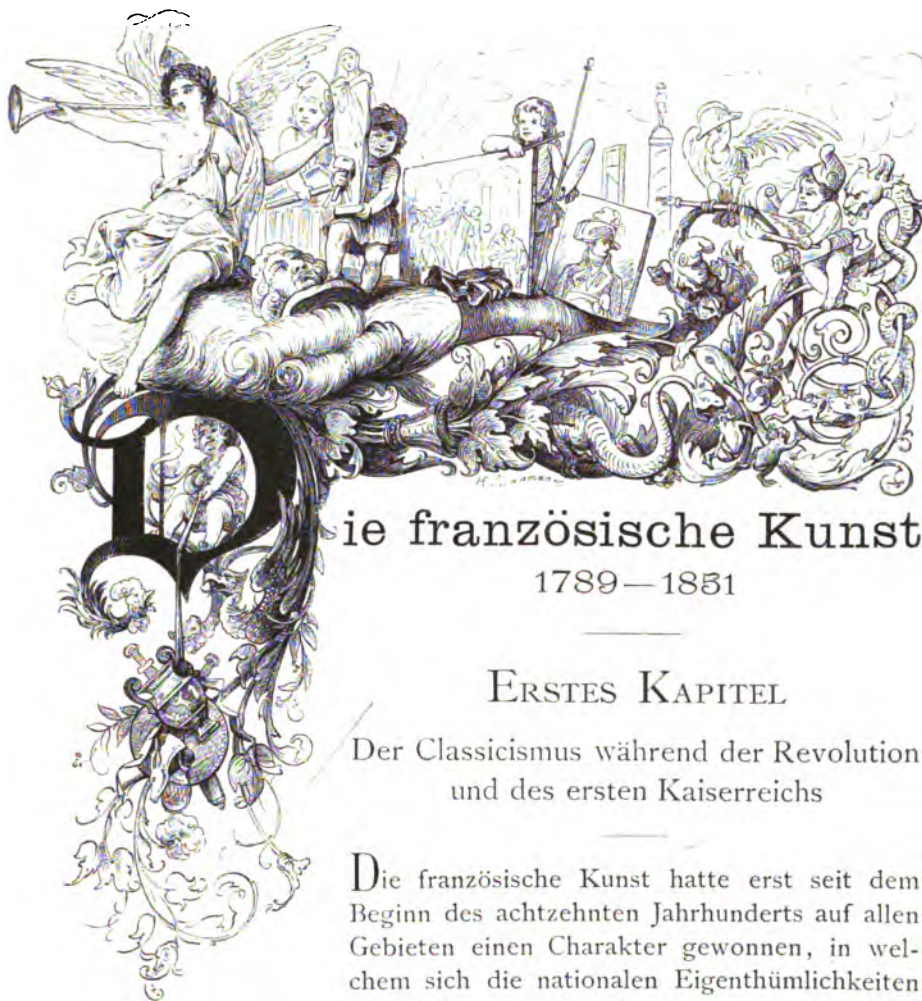 Die französische Kunst
1789—1851
ERSTES KAPITEL
Der Classicismus während der Revolution
und des ersten Kaiserreichs
Die französische Kunst hatte erst seit dem
Beginn des achtzehnten Jahrhunderts auf allen
Gebieten einen Charakter gewonnen, in wel-
chem sich die nationalen Eigenthümlichkeiten